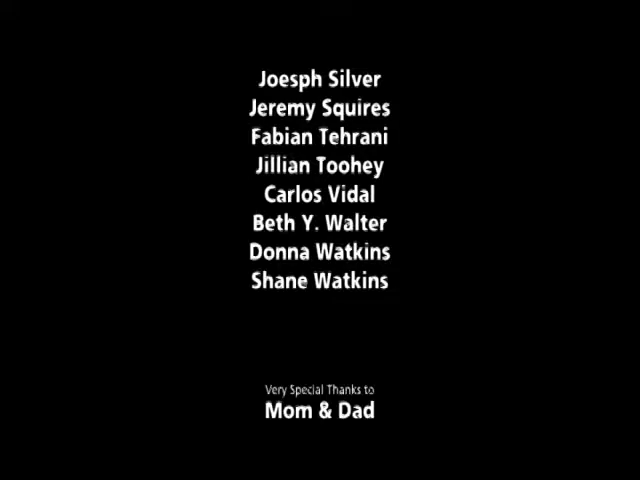 Joesph Silver
Jeremy Squires
Fabian Tehrani
Jillian Toohey
Carlos Vidal
Beth Y. Walter
Donna Watkins
Shane Watkins
Very Special Thanks to
Mom & Dad